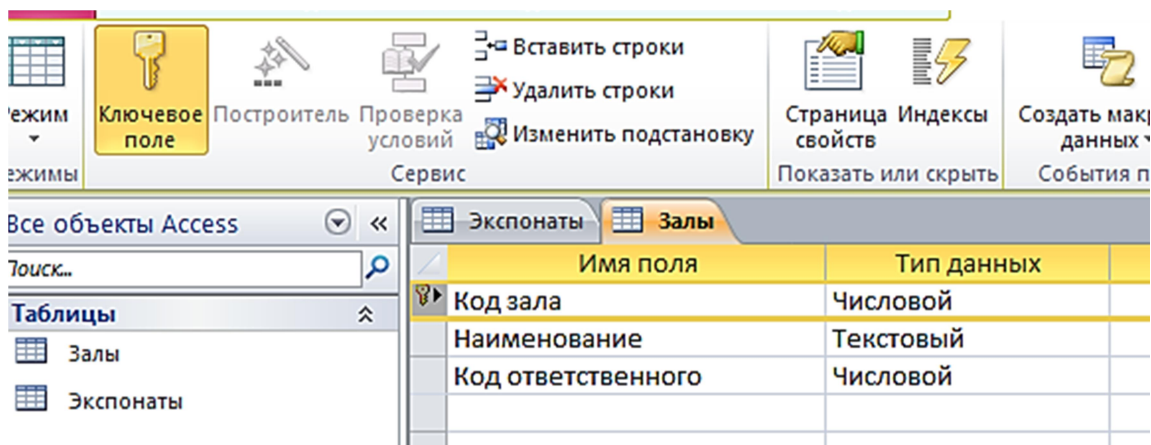 ежим
Ключевое поле
Построитель
Проверка условий
Вставить строки
Удалить строки
Изменить подстановку
Страница свойств
Индексы
Создать мак
данных
ежимы
Сервис
Показать или скрыть
События п
Все объекты Access
Поиск...
Таблицы
Залы
Экспонаты
Экспонаты Залы
Имя поля Тип данных
Код зала Числовой
Наименование Текстовый
Код ответственного Числовой